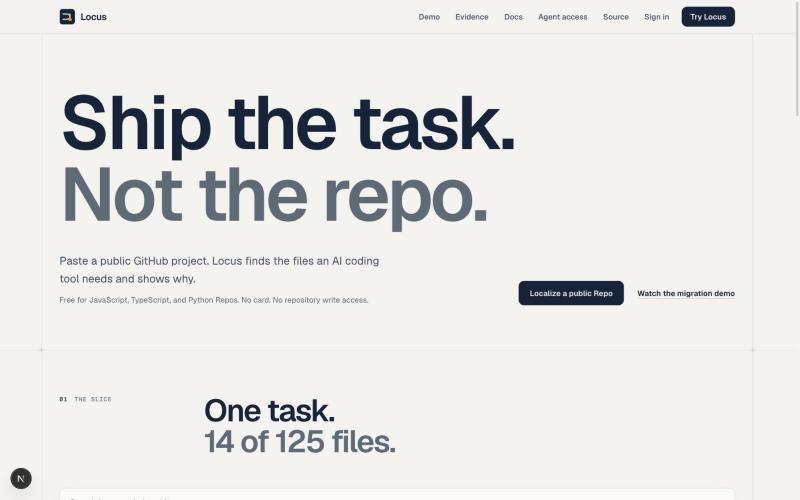 Locus
Demo Evidence Docs Agent access Source Sign in Try Locus
Ship the task.
Not the repo.
Paste a public GitHub project. Locus finds the files an AI coding
tool needs and shows why.
Free for JavaScript, TypeScript, and Python Repos. No card. No repository write access.
Localize a public Repo Watch the migration demo
01 THE SLICE
One task.
14 of 125 files.
N